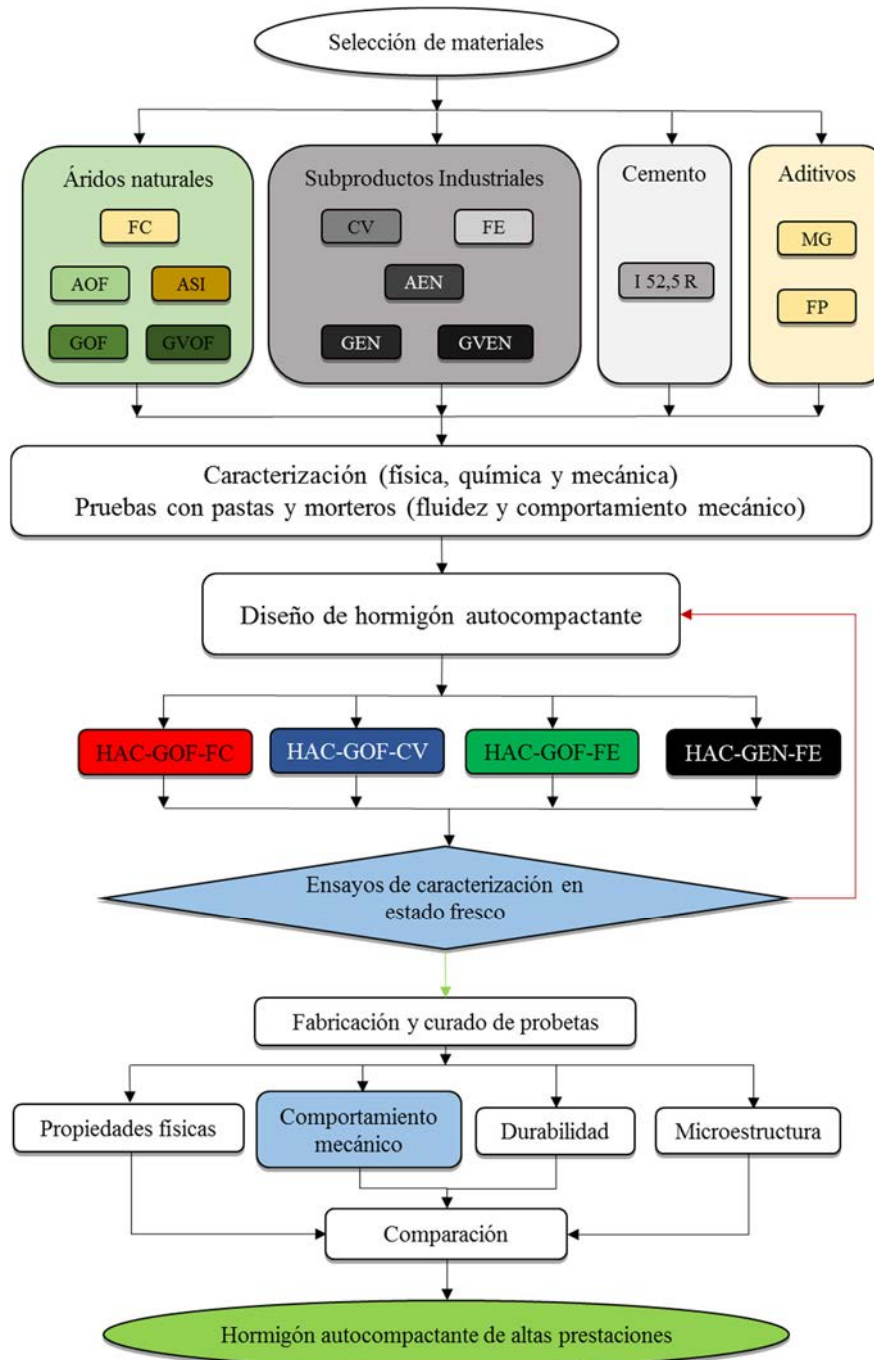 Selección de materiales
Áridos naturales
FC
AOF
ASI
GOF
GVOF
Subproductos Industriales
CV
FE
AEN
GEN
GVEN
Cemento
I 52,5 R
Aditivos
MG
FP
Caracterización (física, química y mecánica)
Pruebas con pastas y morteros (fluidez y comportamiento mecánico)
Diseño de hormigón autocompactante
HAC-GOF-FC
HAC-GOF-CV
HAC-GOF-FE
HAC-GEN-FE
Ensayos de caracterización en
estado fresco
Fabricación y curado de probetas
Propiedades físicas
Comportamiento
mecánico
Durabilidad
Microestructura
Comparación
Hormigón autocompactante de altas prestaciones